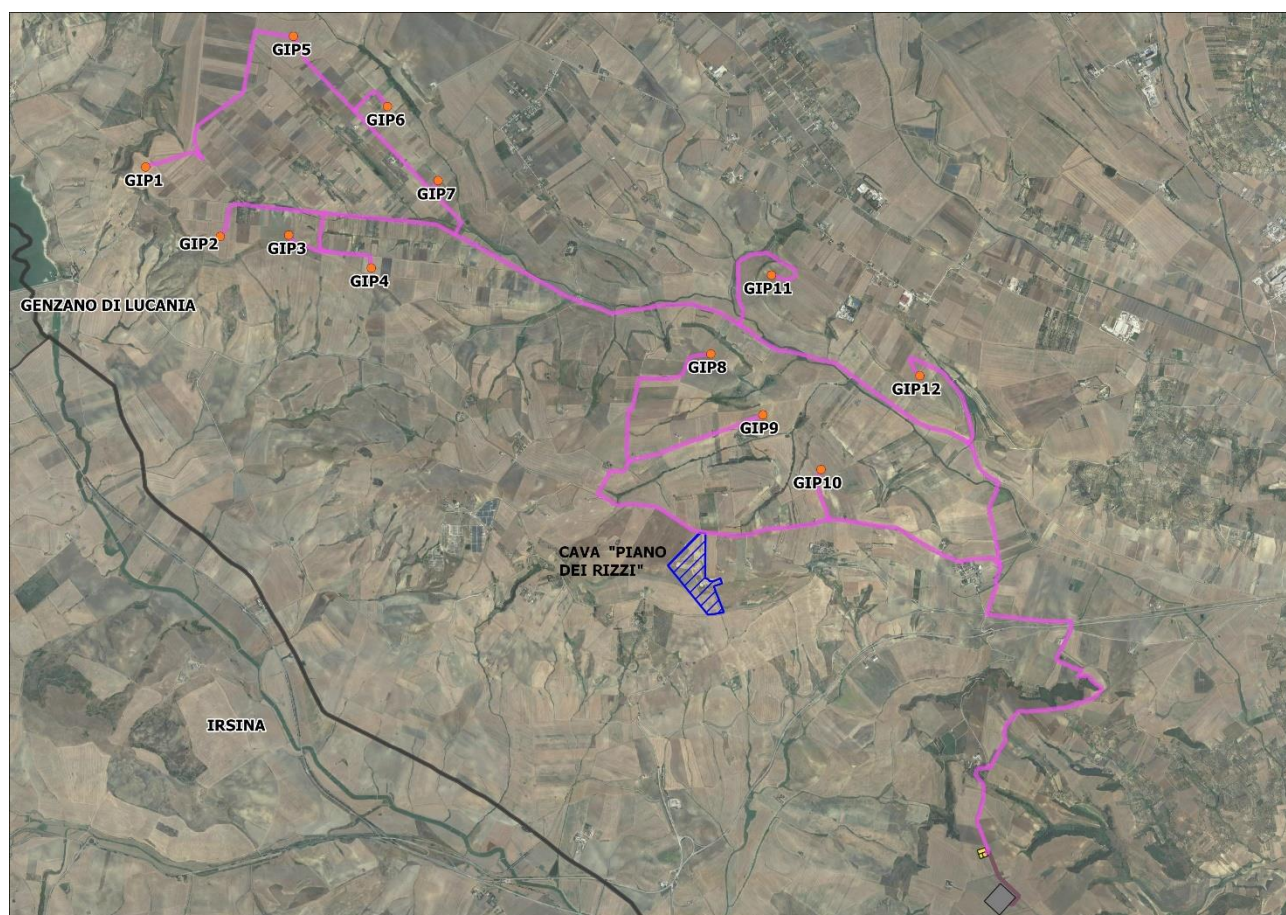 GIP5
GIP6
GIP1
GIP7
GIP2
GIP3
GIP4
GIP11
GENZANO DI LUCANIA
GIP8
GIP12
GIP9
GIP10
CAVA "PIANO
DEI RIZZI"
IRSINA